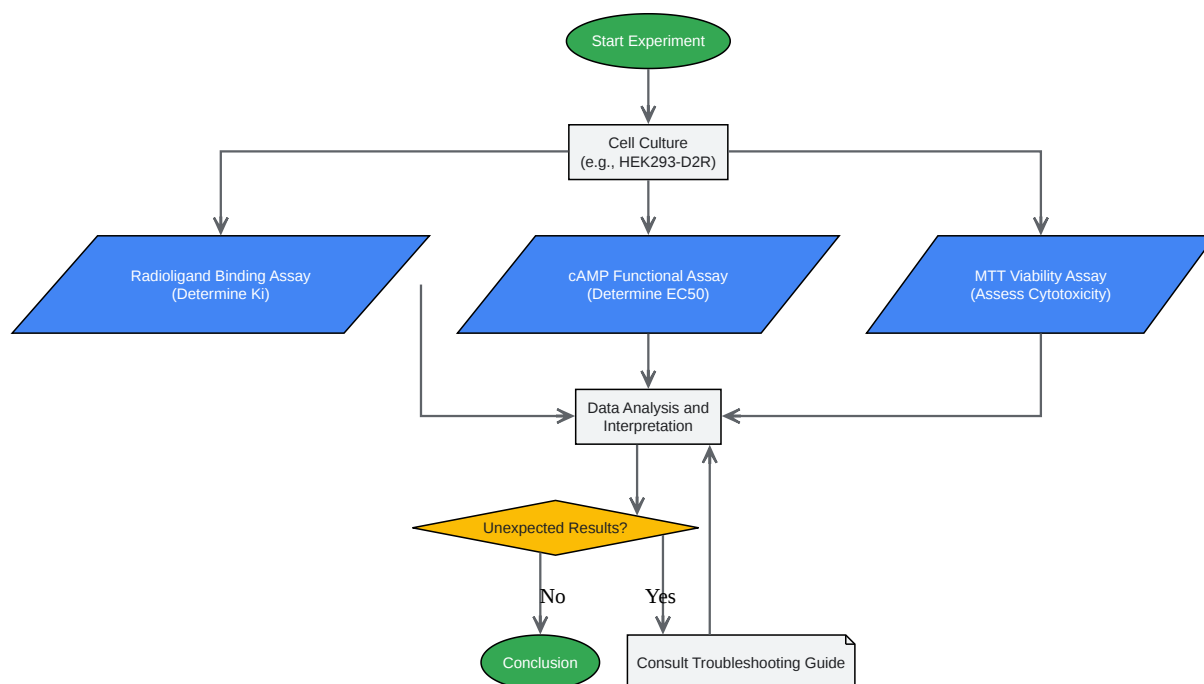 Start Experiment
Cell Culture
(e.g., HEK293-D2R)
Radioligand Binding Assay
(Determine Ki)
cAMP Functional Assay
(Determine EC50)
MTT Viability Assay
(Assess Cytotoxicity)
Data Analysis and
Interpretation
Unexpected Results?
No
Yes
Conclusion
Consult Troubleshooting Guide